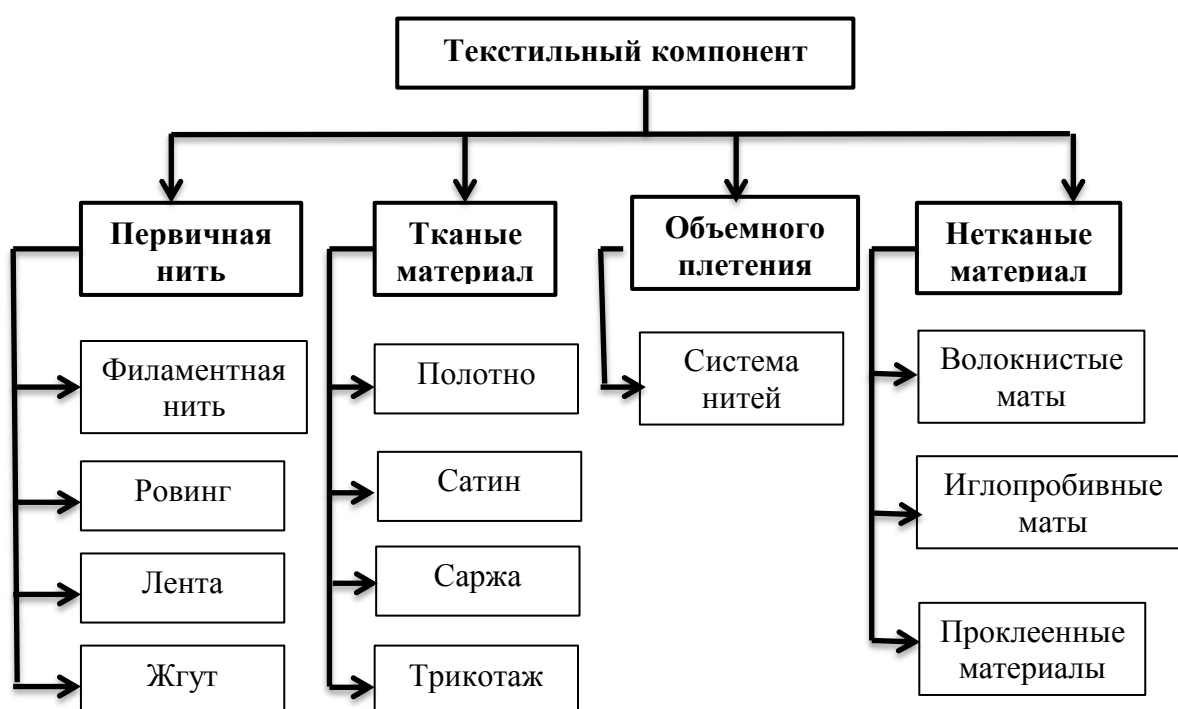 Текстильный компонент
Первичная
нить
Тканые
материал
Объемного
плетения
Нетканые
материал
Филаментная
нить
Ровинг
Лента
Жгут
Полотно
Сатин
Саржа
Трикотаж
Система
нитей
Волокнистые
маты
Иглопробивные
маты
Проклеенные
материалы